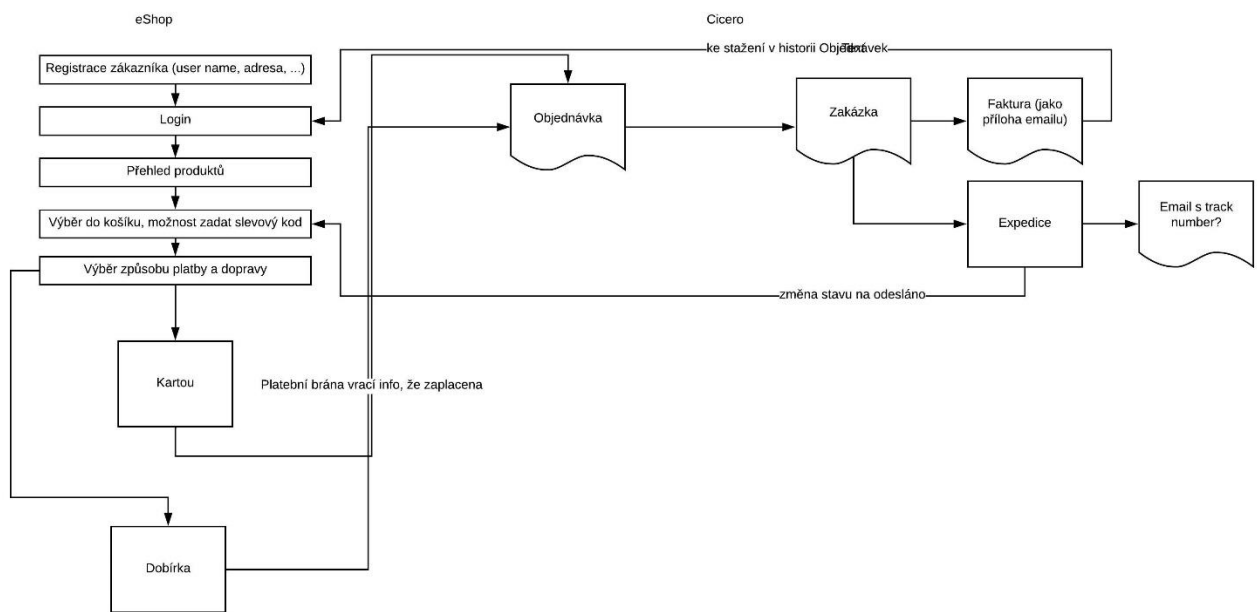 eShop
Cicero
ke stažení v historii Objednávek
Text
Registrace zákazníka (user name, adresa, ...)
Login
Přehled produktů
Výběr do košíku, možnost zadat slevový kod
Výběr způsobu platby a dopravy
Objednávka
Zakázka
Faktura (jako
příloha emailu)
Expedice
Email s track
number?
změna stavu na odesláno
Kartou
Platební brána vrací info, že zaplacena
Dobírka